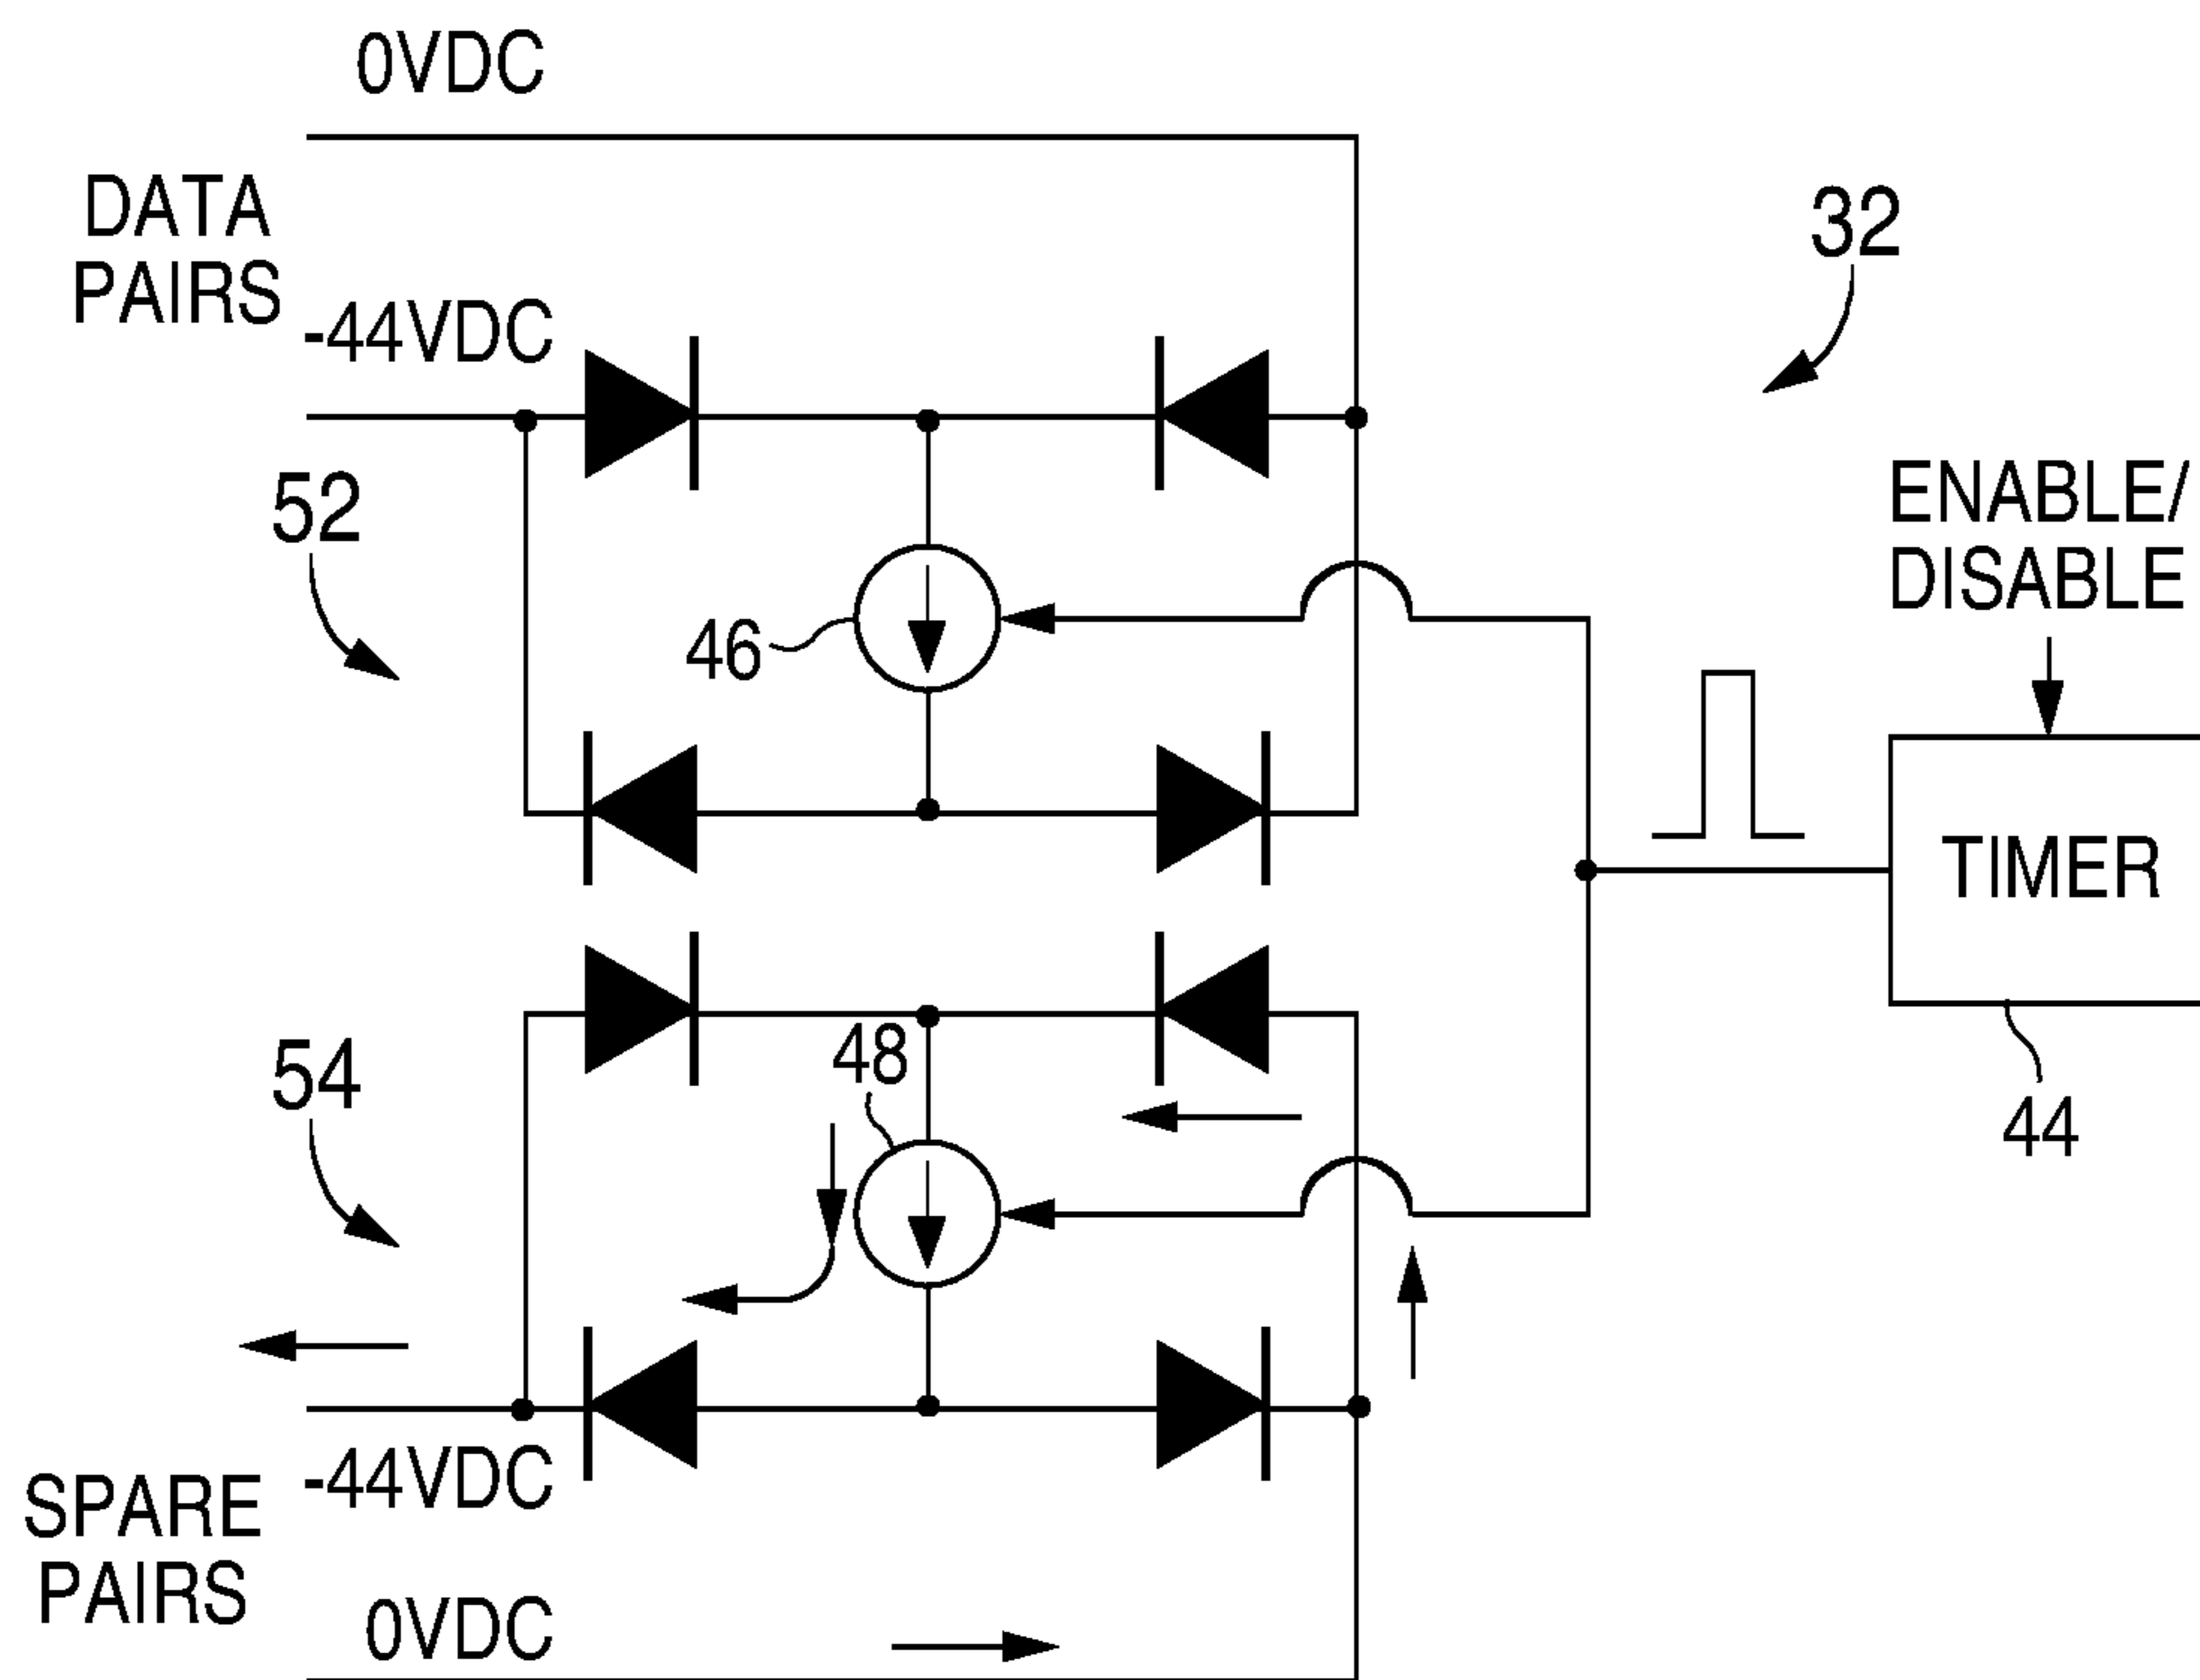 0VDC
DATA
PAIRS
-44VDC
32
52
46
ENABLE/
DISABLE
TIMER
44
54
48
SPARE
PAIRS
-44VDC
0VDC